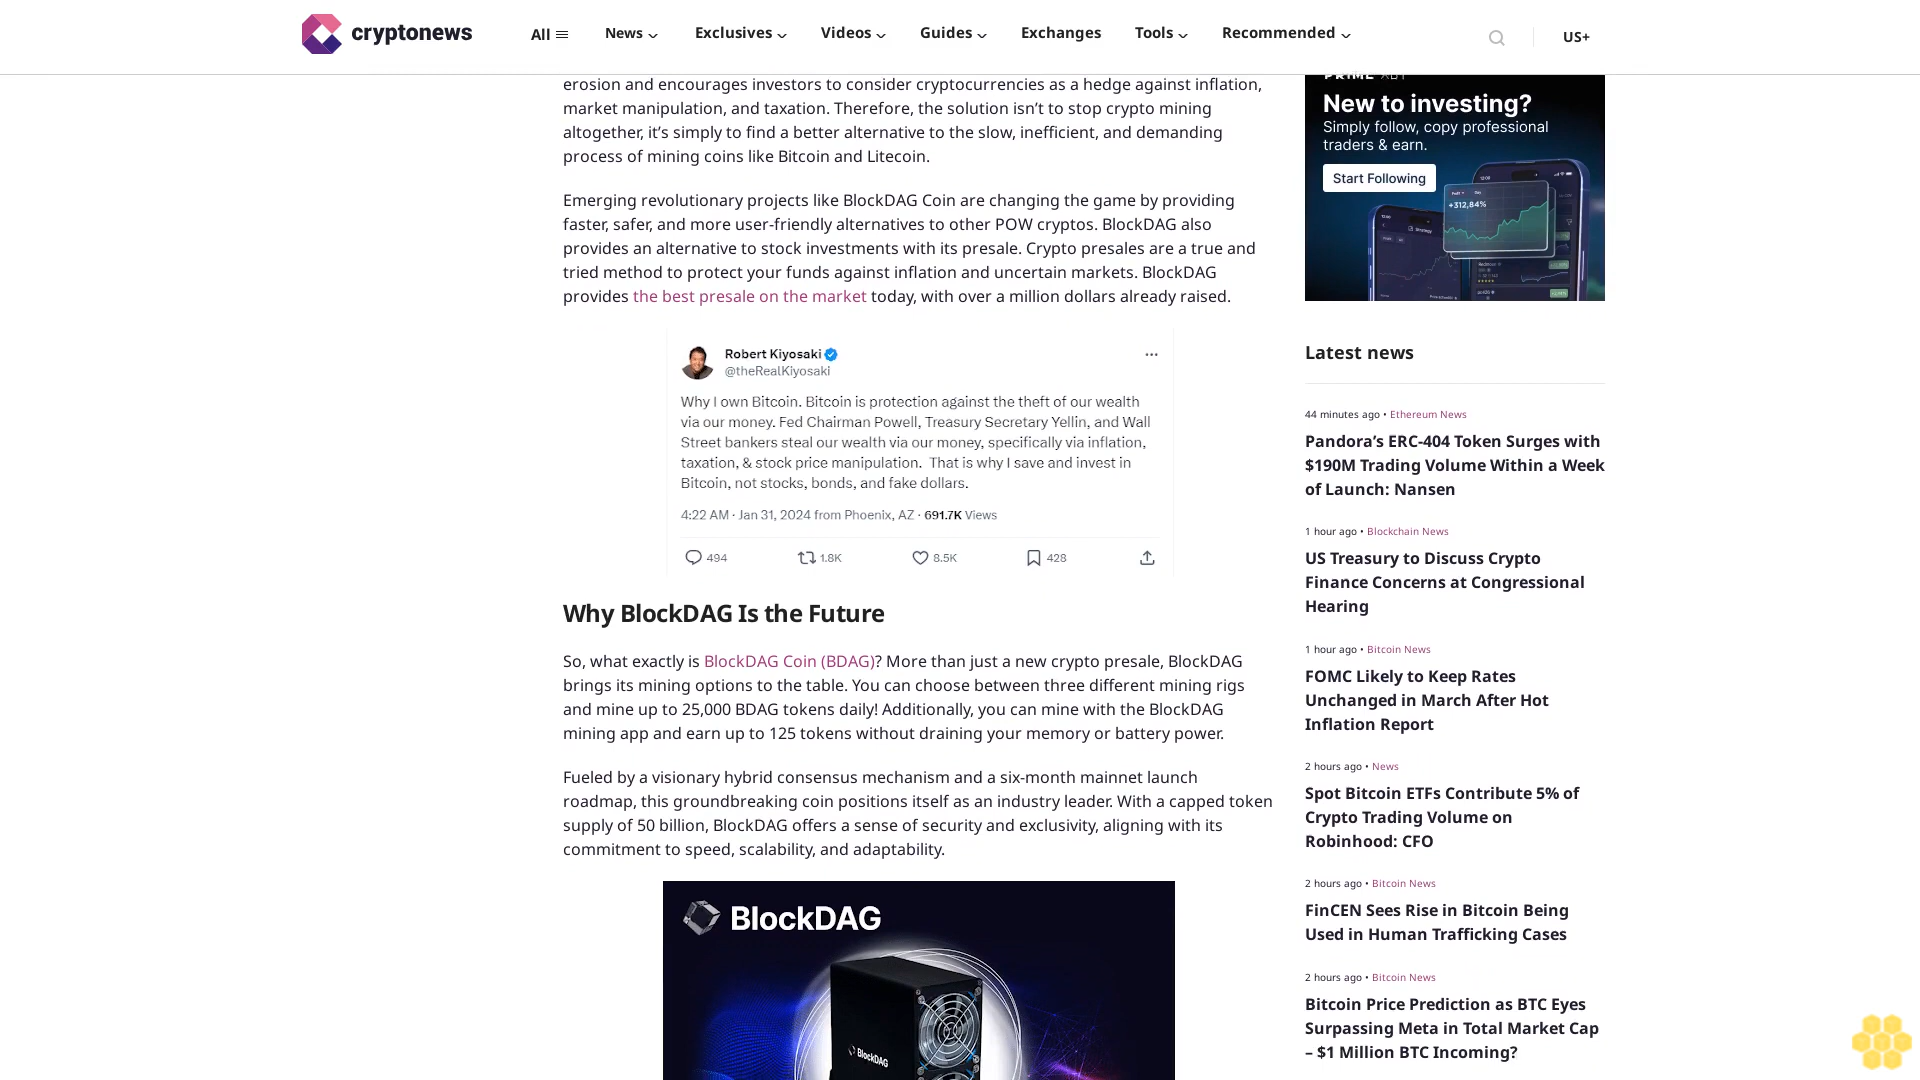 cryptonews
All
News
Exclusives
Videos
Guides
Exchanges
Tools
Recommended
US+
erosion and encourages investors to consider cryptocurrencies as a hedge against inflation,
market manipulation, and taxation. Therefore, the solution isn’t to stop crypto mining
altogether, it’s simply to find a better alternative to the slow, inefficient, and demanding
process of mining coins like Bitcoin and Litecoin.
Emerging revolutionary projects like BlockDAG Coin are changing the game by providing
faster, safer, and more user-friendly alternatives to other POW cryptos. BlockDAG also
provides an alternative to stock investments with its presale. Crypto presales are a true and
tried method to protect your funds against inflation and uncertain markets. BlockDAG
provides the best presale on the market today, with over a million dollars already raised.
Robert Kiyosaki
@theRealKiyosaki
Why I own Bitcoin. Bitcoin is protection against the theft of our wealth
via our money. Fed Chairman Powell, Treasury Secretary Yellin, and Wall
Street bankers steal our wealth via our money, specifically via inflation,
taxation, & stock price manipulation. That is why I save and invest in
Bitcoin, not stocks, bonds, and fake dollars.
4:22 AM · Jan 31, 2024 from Phoenix, AZ · 691.7K Views
494 1.8K 8.5K 428
Why BlockDAG Is the Future
So, what exactly is BlockDAG Coin (BDAG)? More than just a new crypto presale, BlockDAG
brings its mining options to the table. You can choose between three different mining rigs
and mine up to 25,000 BDAG tokens daily! Additionally, you can mine with the BlockDAG
mining app and earn up to 125 tokens without draining your memory or battery power.
Fueled by a visionary hybrid consensus mechanism and a six-month mainnet launch
roadmap, this groundbreaking coin positions itself as an industry leader. With a capped token
supply of 50 billion, BlockDAG offers a sense of security and exclusivity, aligning with its
commitment to speed, scalability, and adaptability.
BlockDAG
BlockDAG
PRIME XBT
New to investing?
Simply follow, copy professional
traders & earn.
Start Following
+312,84%
Latest news
44 minutes ago • Ethereum News
Pandora’s ERC-404 Token Surges with
$190M Trading Volume Within a Week
of Launch: Nansen
1 hour ago • Blockchain News
US Treasury to Discuss Crypto
Finance Concerns at Congressional
Hearing
1 hour ago • Bitcoin News
FOMC Likely to Keep Rates
Unchanged in March After Hot
Inflation Report
2 hours ago • News
Spot Bitcoin ETFs Contribute 5% of
Crypto Trading Volume on
Robinhood: CFO
2 hours ago • Bitcoin News
FinCEN Sees Rise in Bitcoin Being
Used in Human Trafficking Cases
2 hours ago • Bitcoin News
Bitcoin Price Prediction as BTC Eyes
Surpassing Meta in Total Market Cap
– $1 Million BTC Incoming?